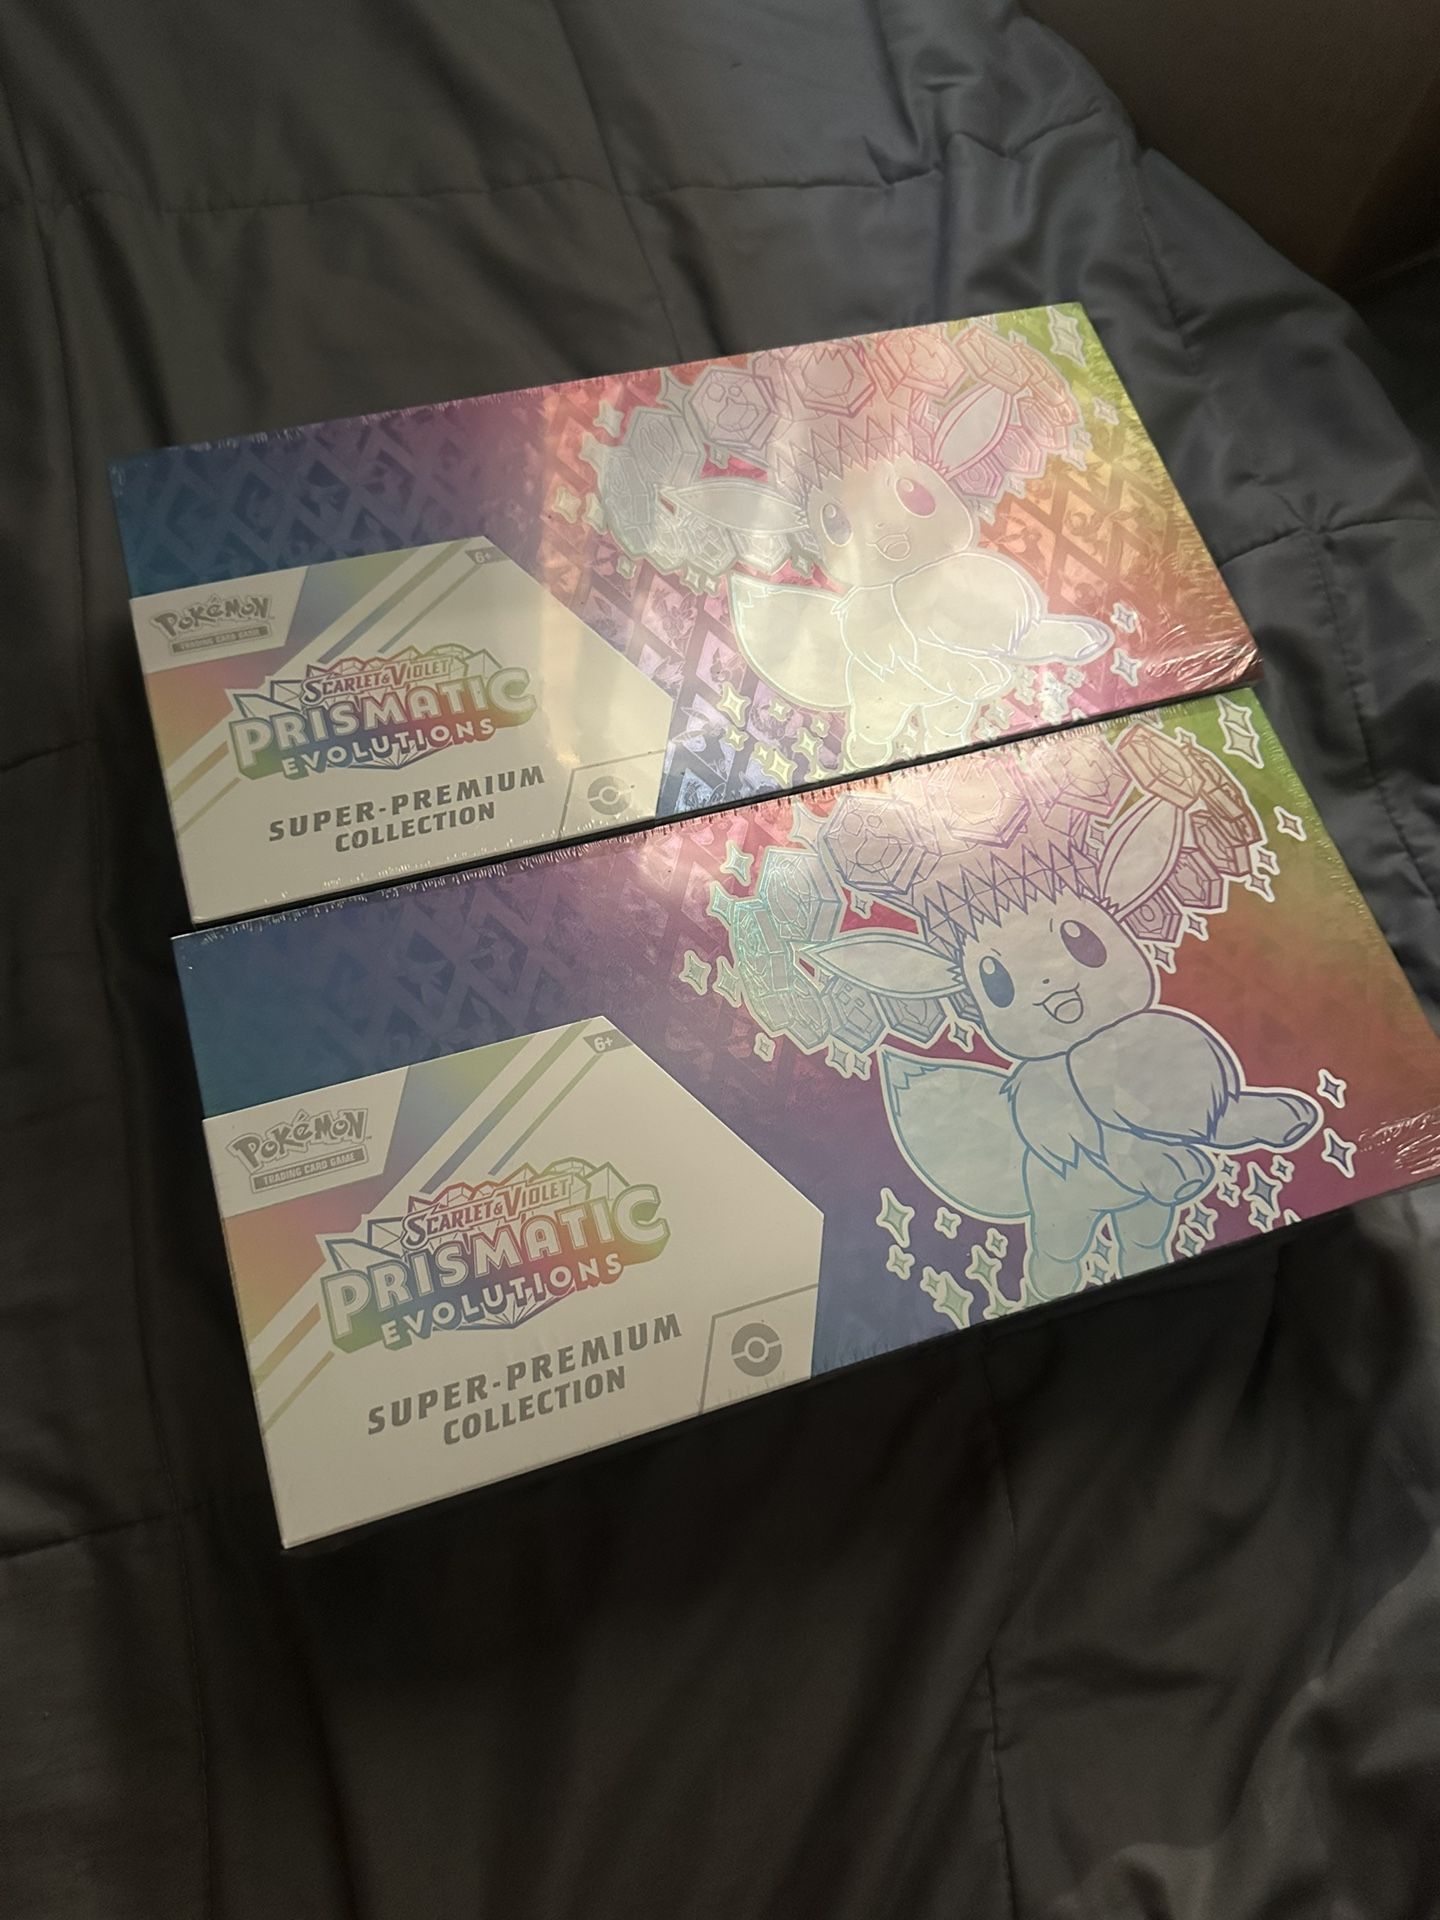 6+
POKéMON
TRADING CARD GAME
SCARLET & VIOLET
PRISMATIC
EVOLUTIONS
SUPER-PREMIUM
COLLECTION
6+
POKéMON
TRADING CARD GAME
SCARLET & VIOLET
PRISMATIC
EVOLUTIONS
SUPER-PREMIUM
COLLECTION